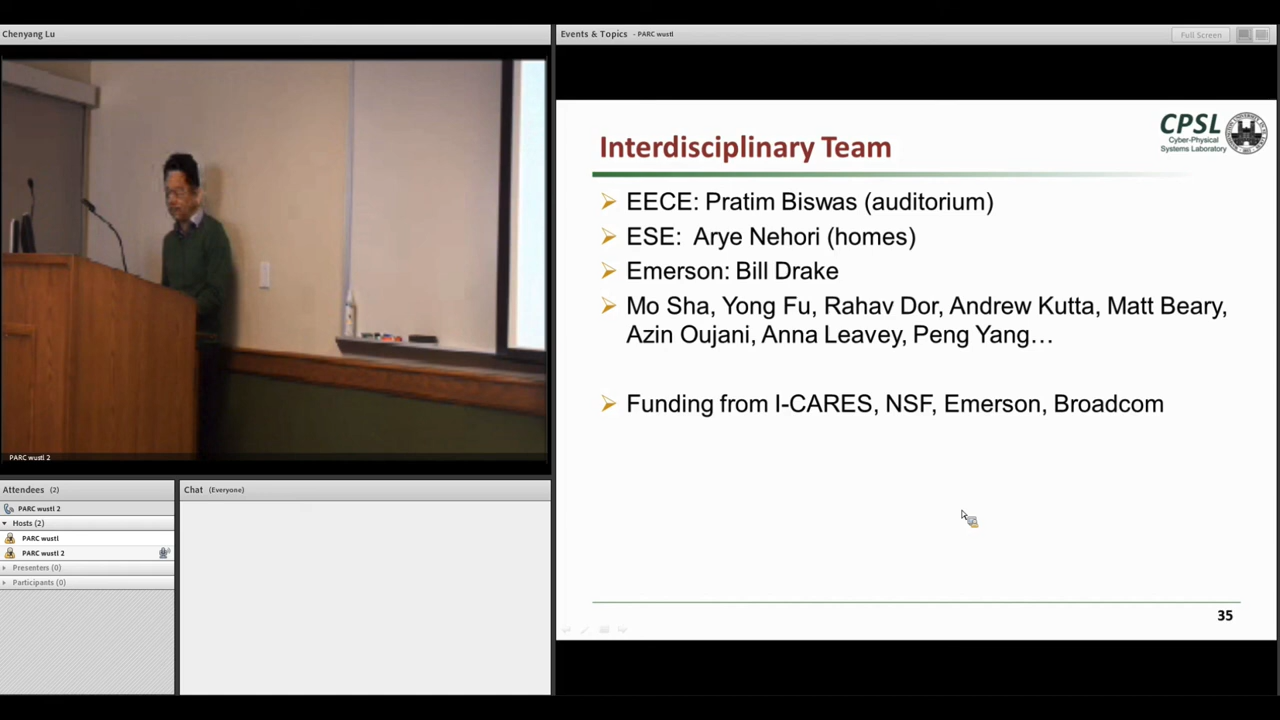 Chenyang Lu
PARC wustl 2
Attendees (2)
PARC wustl 2
Hosts (2)
PARC wustl
PARC wustl 2
Presenters (0)
Participants (0)
Chat (Everyone)
Events & Topics - PARC wustl
Full Screen
CPSL
Cyber-Physical
Systems Laboratory
Interdisciplinary Team
EECE: Pratim Biswas (auditorium)
ESE: Arye Nehori (homes)
Emerson: Bill Drake
Mo Sha, Yong Fu, Rahav Dor, Andrew Kutta, Matt Beary,
Azin Oujani, Anna Leavey, Peng Yang…
Funding from I-CARES, NSF, Emerson, Broadcom
35